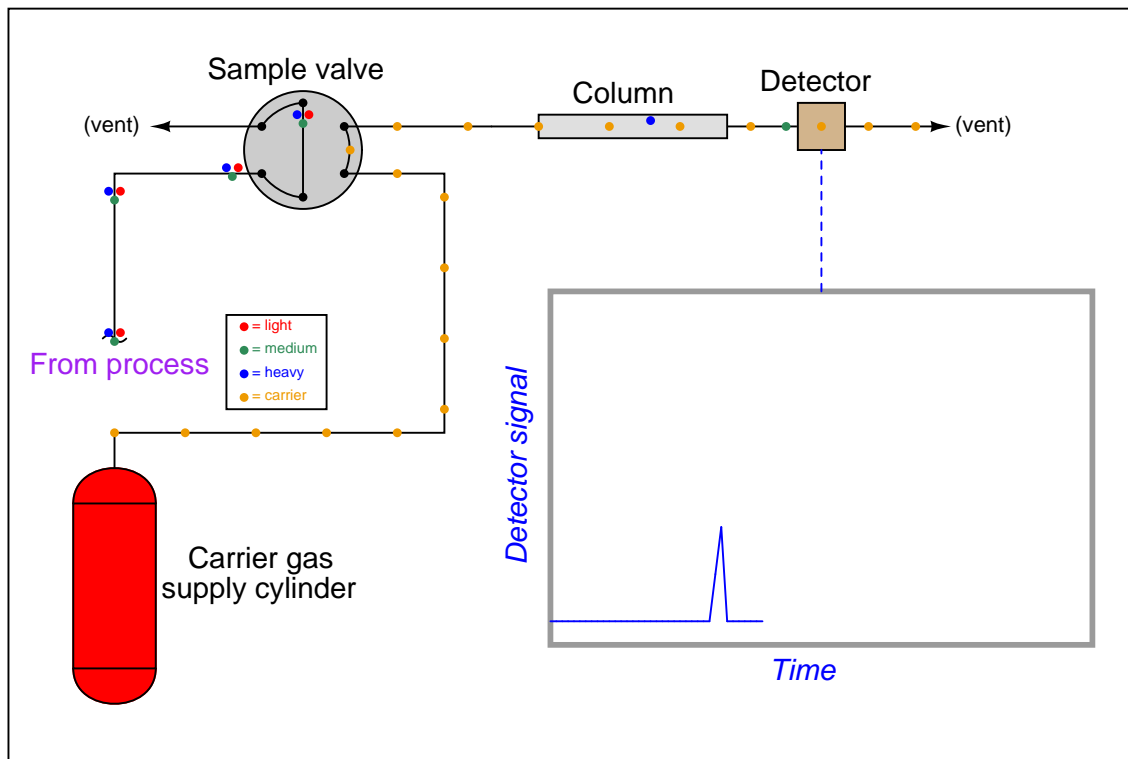 Sample valve
Column
Detector
(vent)
(vent)
= light
= medium
= heavy
= carrier
From process
Detector signal
Carrier gas
supply cylinder
Time